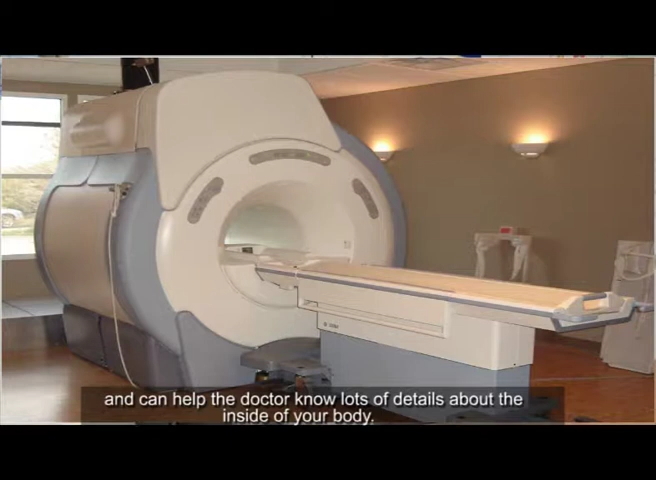 and can help the doctor know lots of details about the
inside of your body.